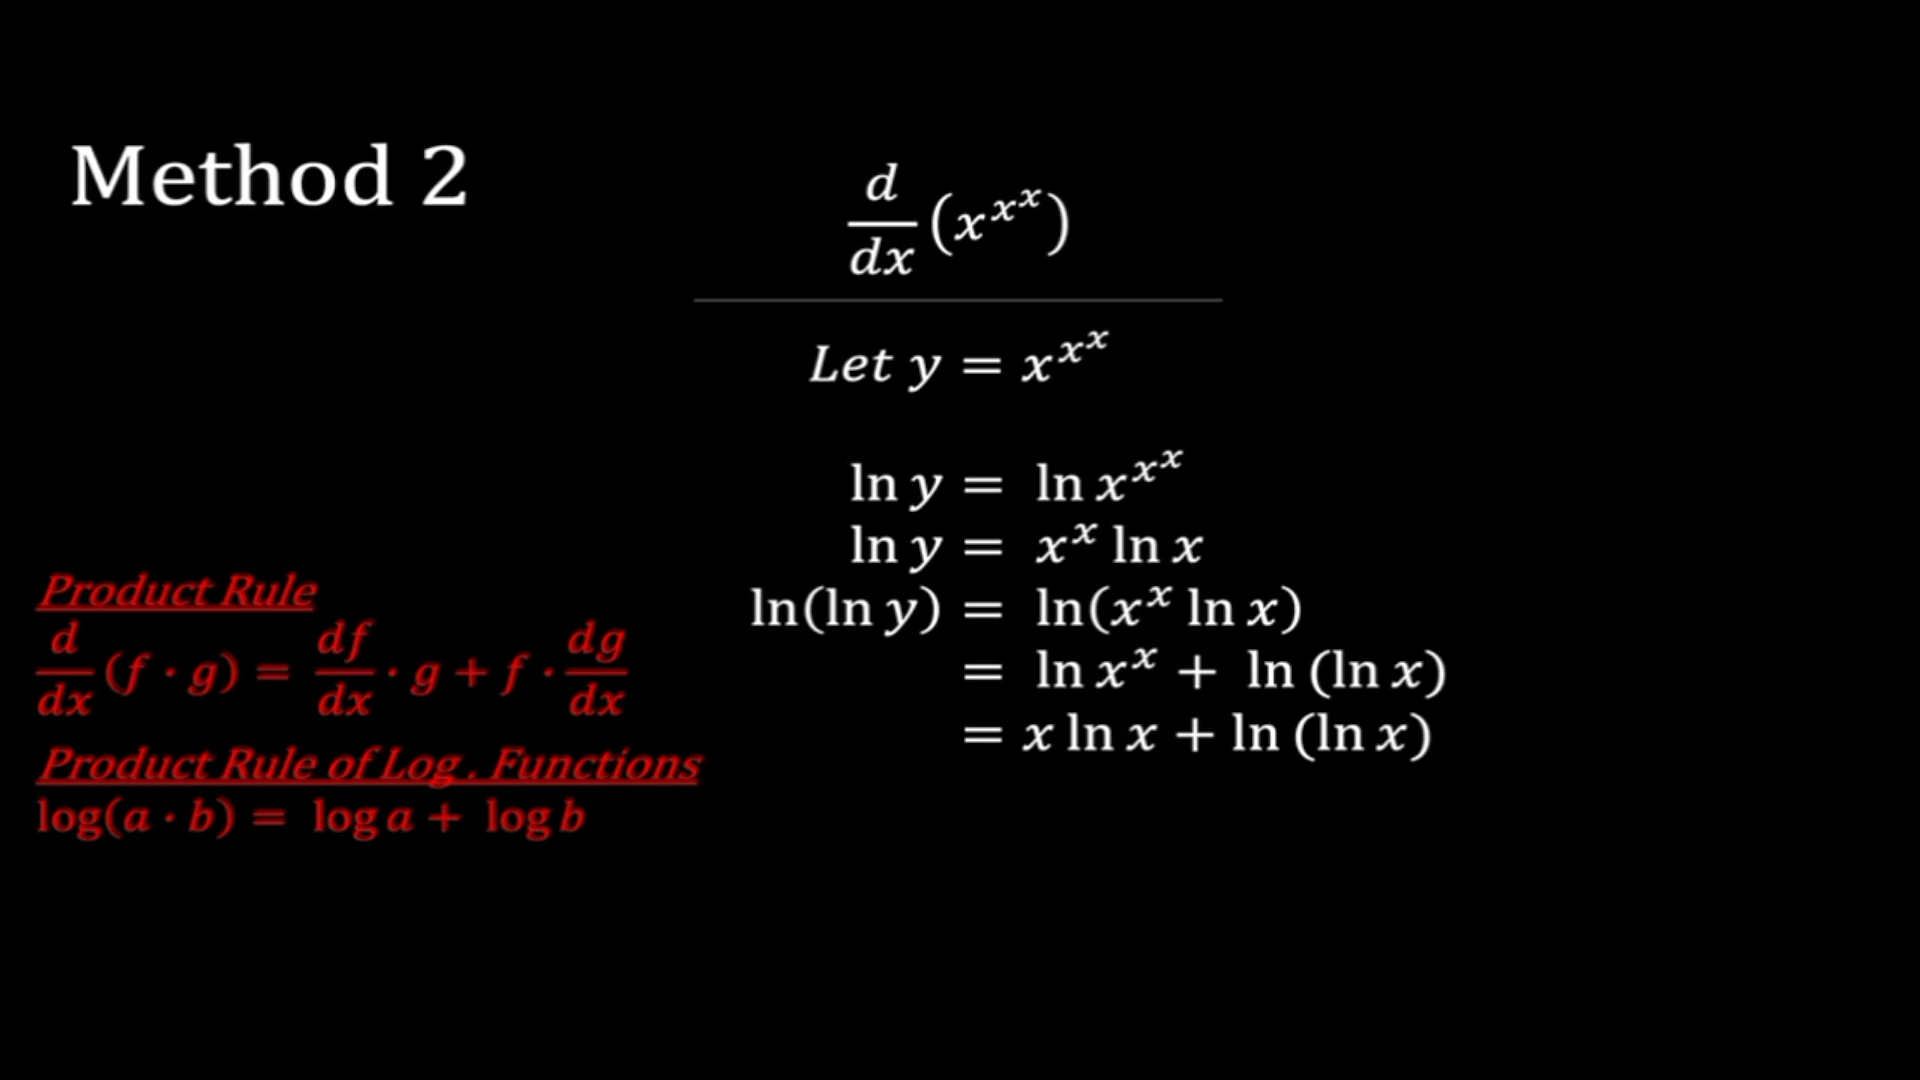 Method 2
d/dx (x^{x^x})
Let y = x^{x^x}
ln y = ln x^{x^x}
ln y = x^x ln x
ln(ln y) = ln(x^x ln x)
= ln x^x + ln (ln x)
= x ln x + ln (ln x)
Product Rule
d/dx (f · g) = df/dx · g + f · dg/dx
Product Rule of Log . Functions
log(a · b) = log a + log b